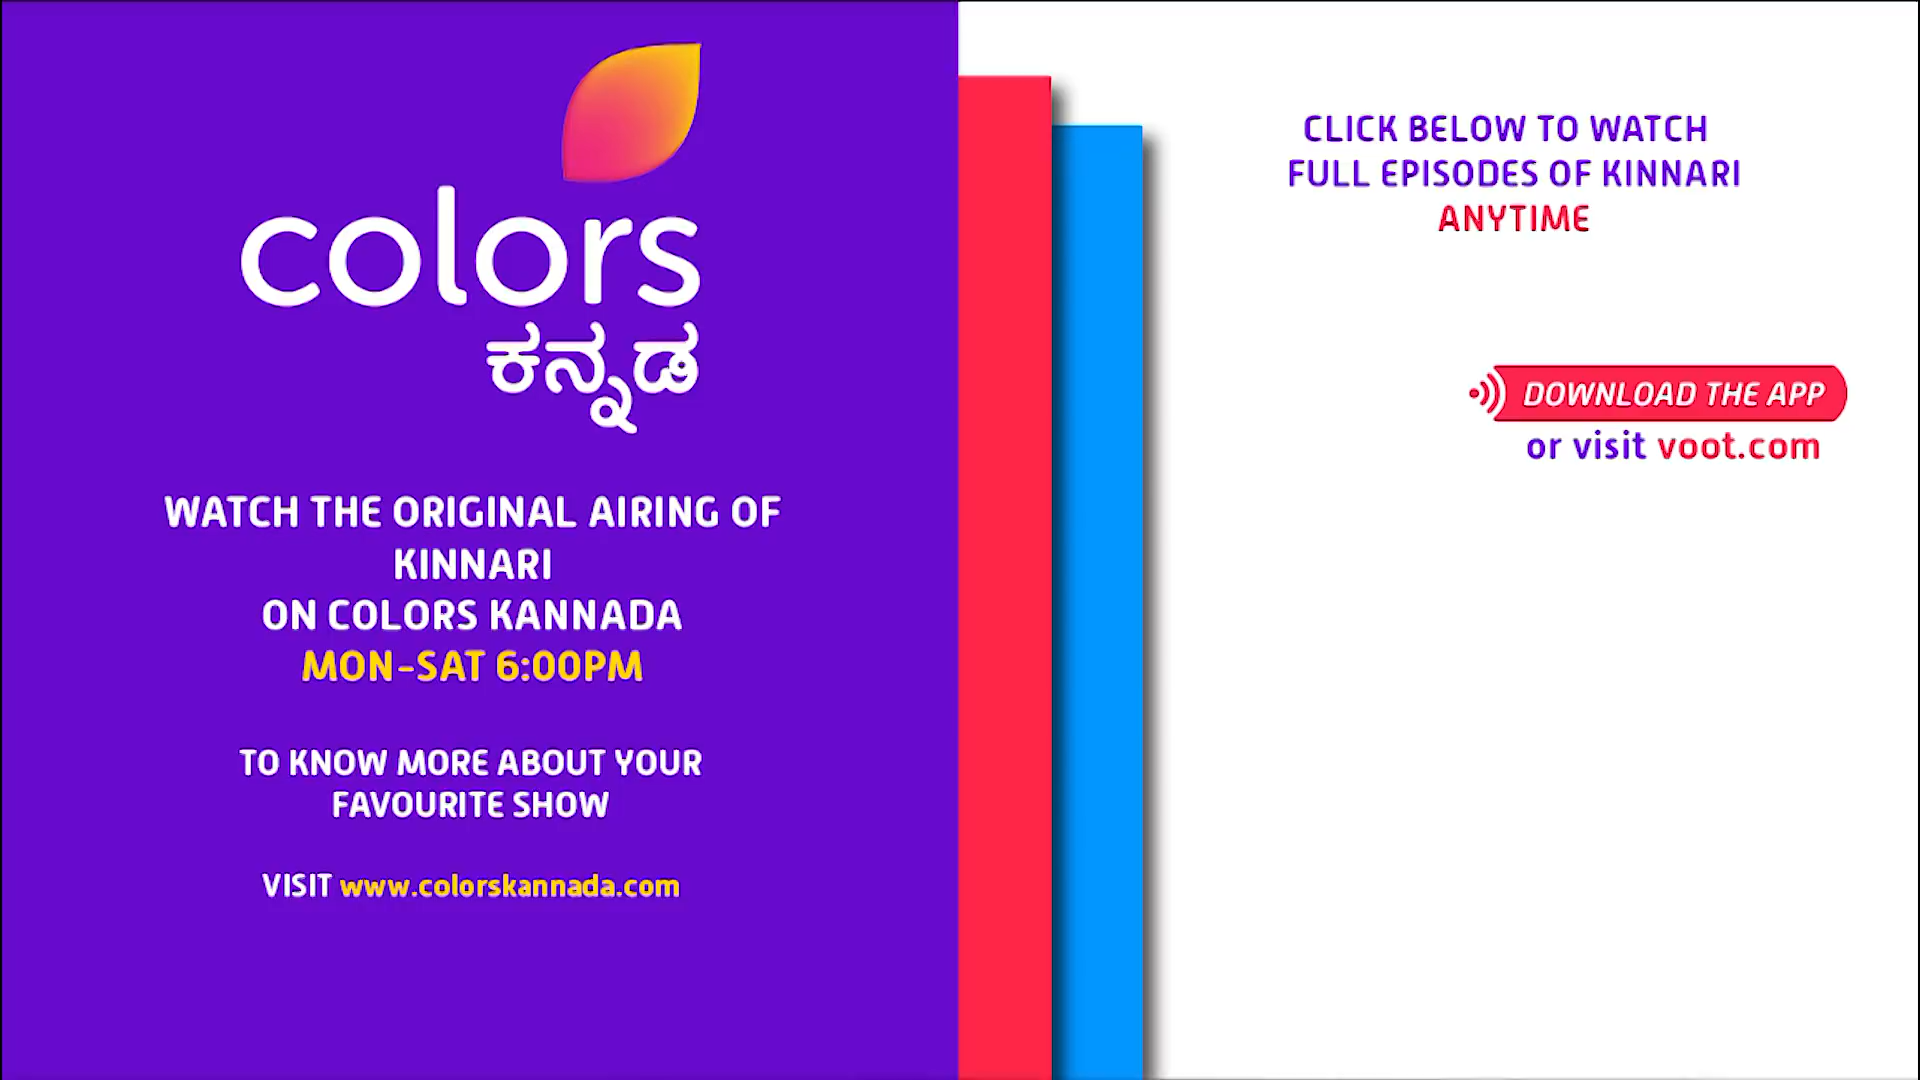 colors
ಕನ್ನಡ
WATCH THE ORIGINAL AIRING OF
KINNARI
ON COLORS KANNADA
MON-SAT 6:00PM
TO KNOW MORE ABOUT YOUR
FAVOURITE SHOW
VISIT www.colorskannada.com
CLICK BELOW TO WATCH
FULL EPISODES OF KINNARI
ANYTIME
DOWNLOAD THE APP
or visit voot.com